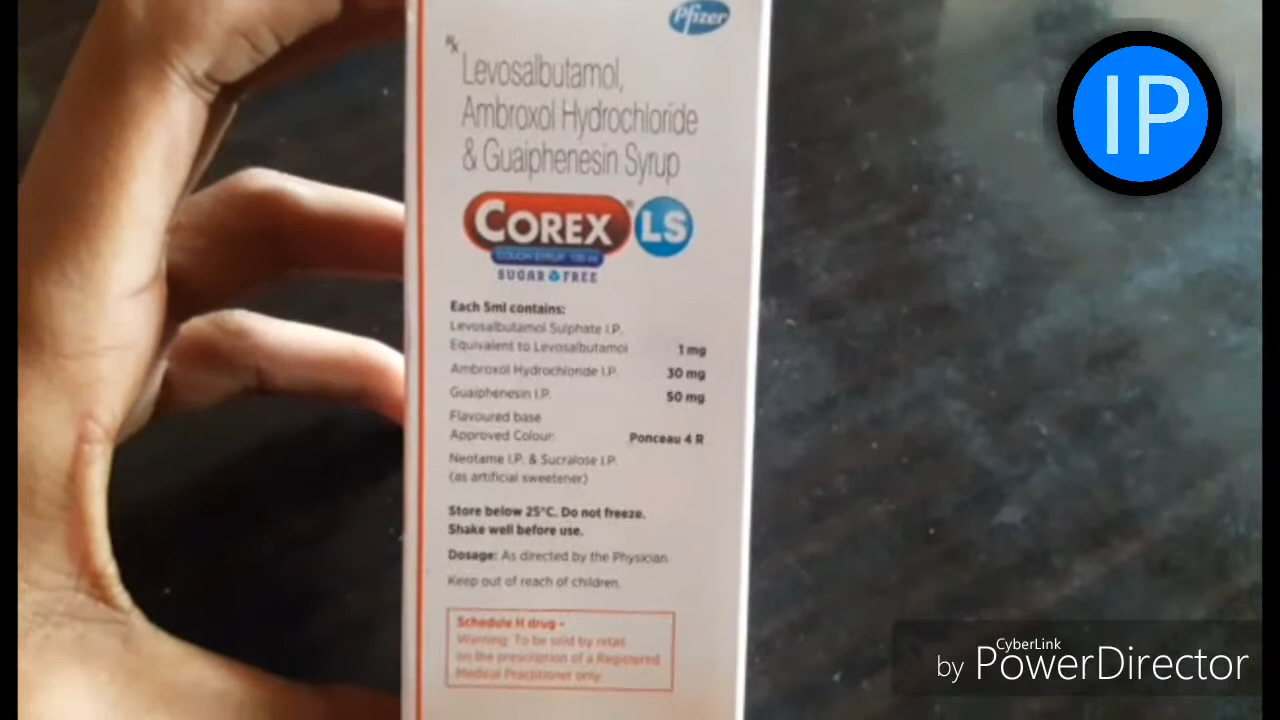 Pfizer
Rx
Levosalbutamol,
Ambroxol Hydrochloride
& Guaiphenesin Syrup
COREX® LS
COUGH SYRUP 100 ml
SUGAR FREE
Each 5ml contains:
Levosalbutamol Sulphate I.P.
Equivalent to Levosalbutamol 1 mg
Ambroxol Hydrochloride I.P. 30 mg
Guaiphenesin I.P. 50 mg
Flavoured base
Approved Colour: Ponceau 4 R
Neotame I.P. & Sucralose I.P.
(as artificial sweetener)
Store below 25°C. Do not freeze.
Shake well before use.
Dosage: As directed by the Physician.
Keep out of reach of children.
Schedule H drug -
Warning: To be sold by retail
on the prescription of a Registered
Medical Practitioner only.
IP
CyberLink
by PowerDirector